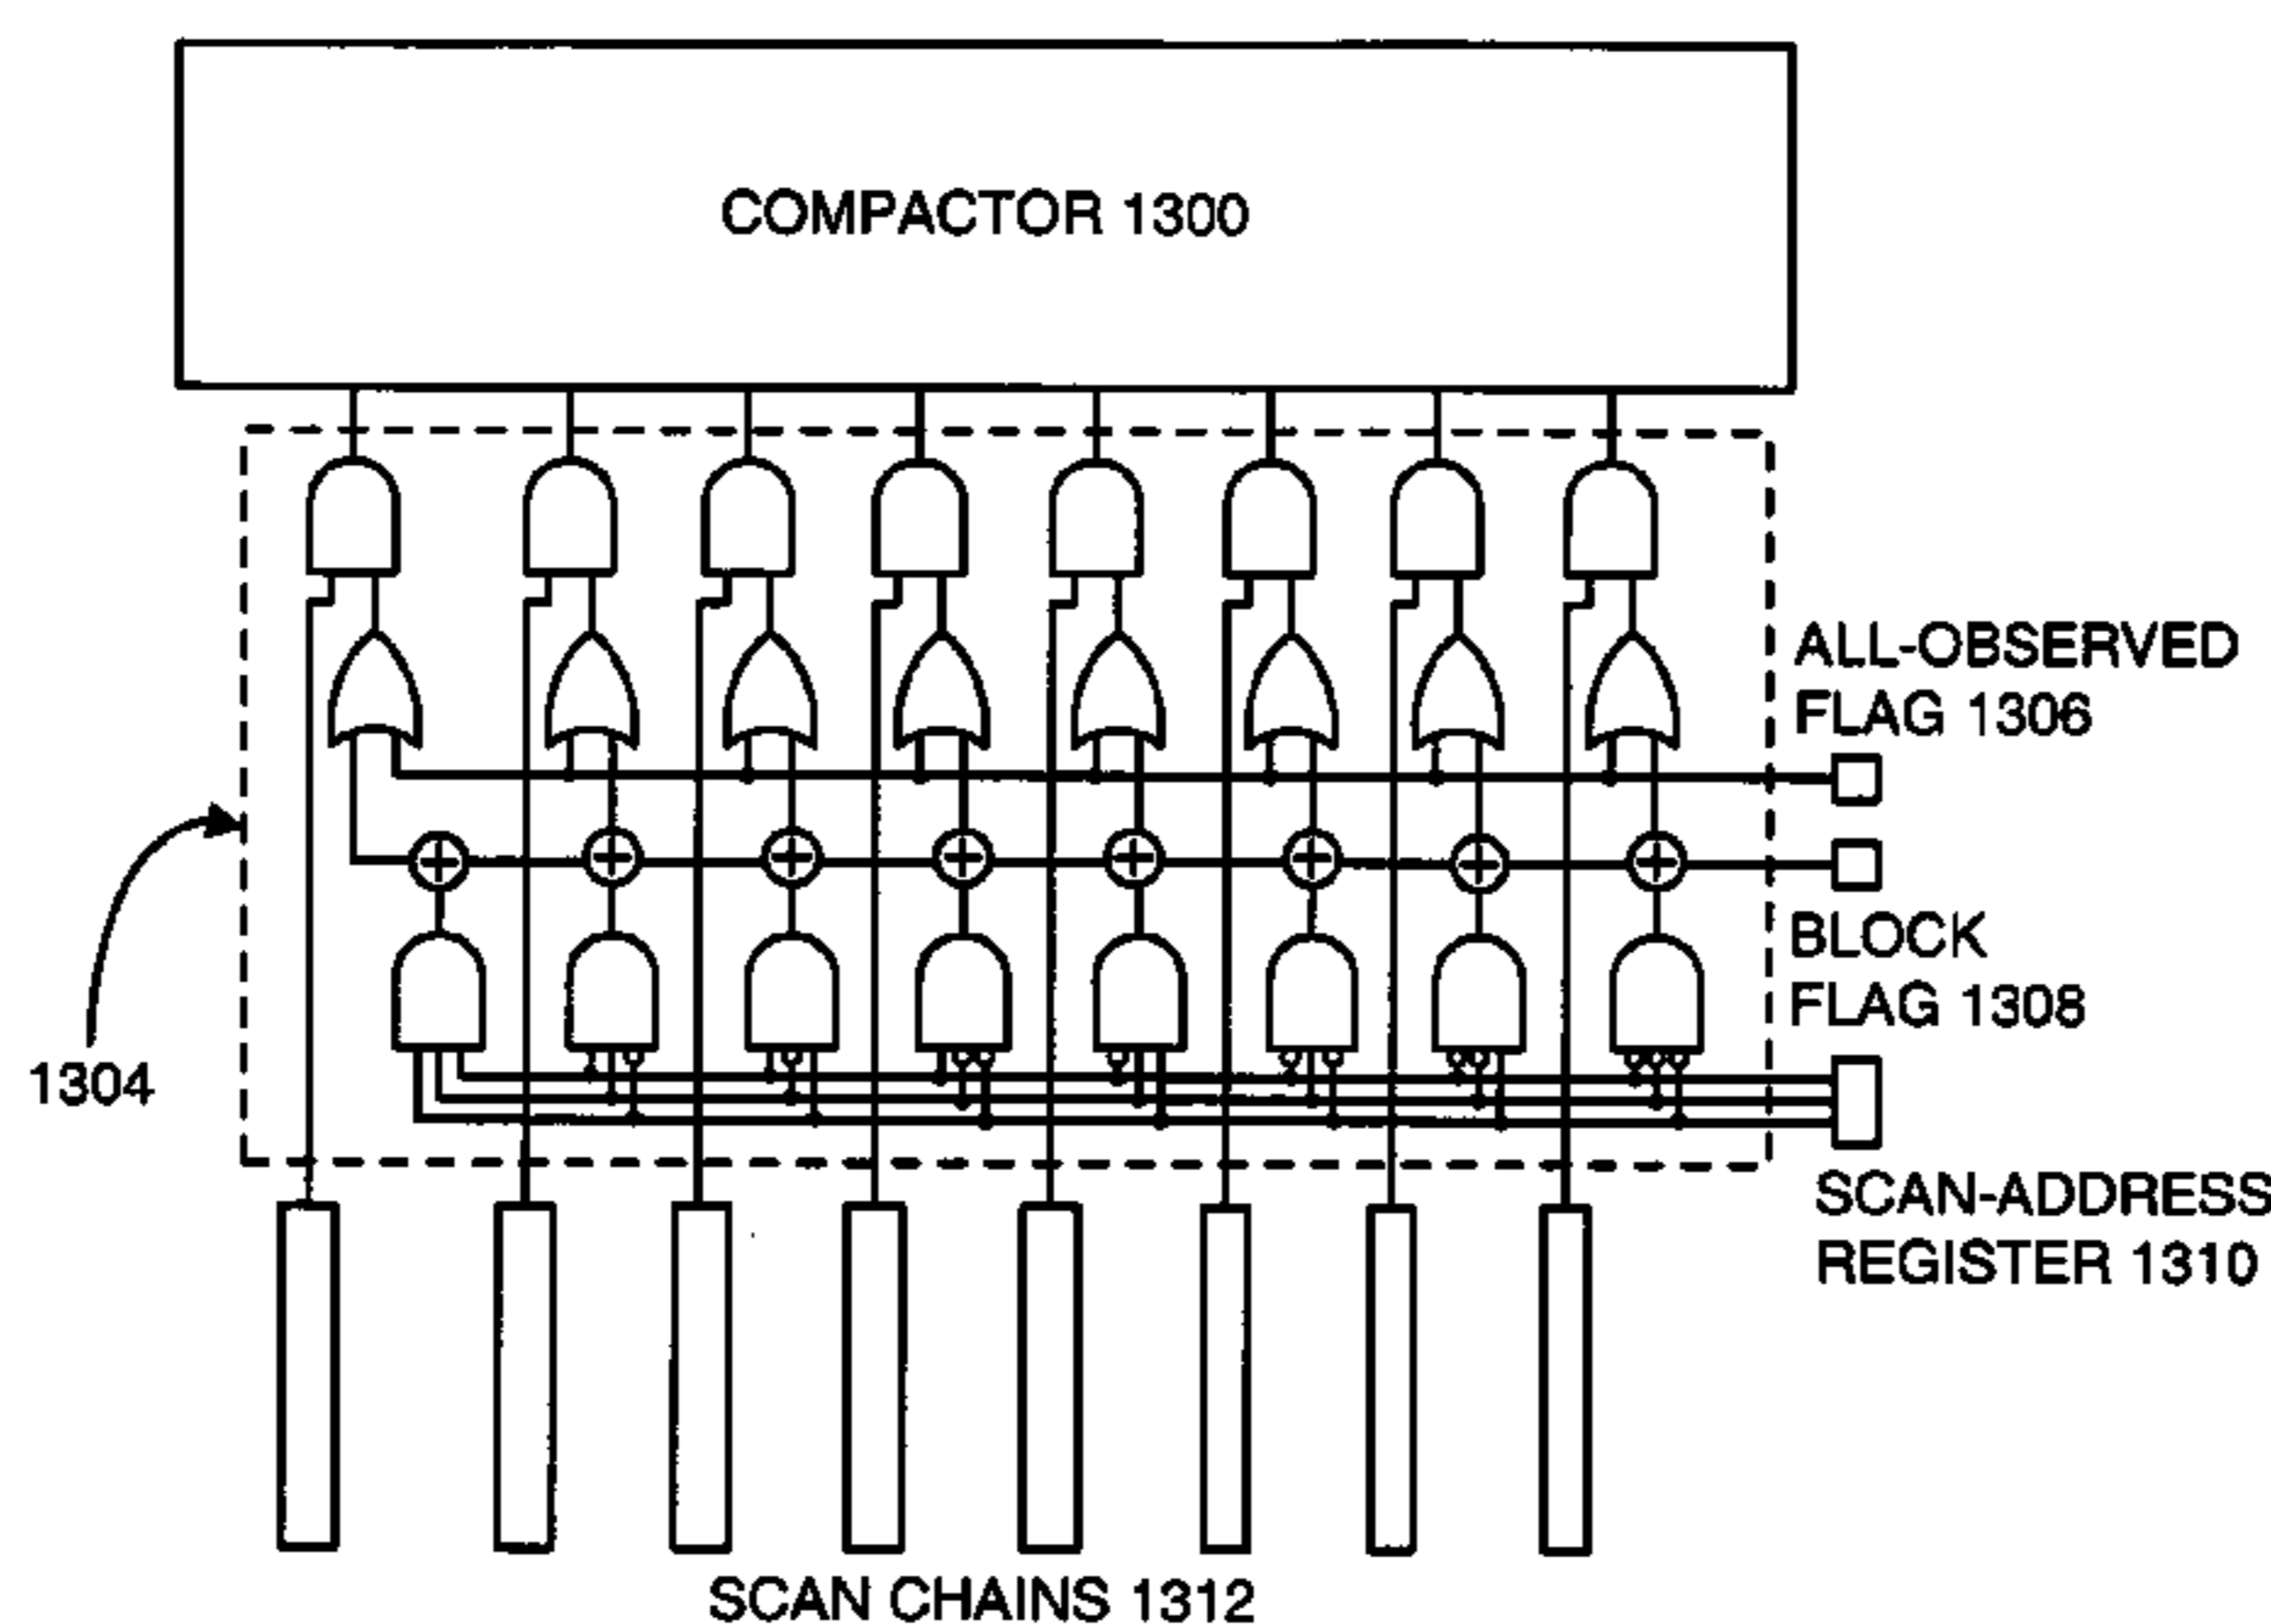 COMPACTOR 1300
ALL-OBSERVED
FLAG 1306
BLOCK
FLAG 1308
1304
SCAN-ADDRESS
REGISTER 1310
SCAN CHAINS 1312